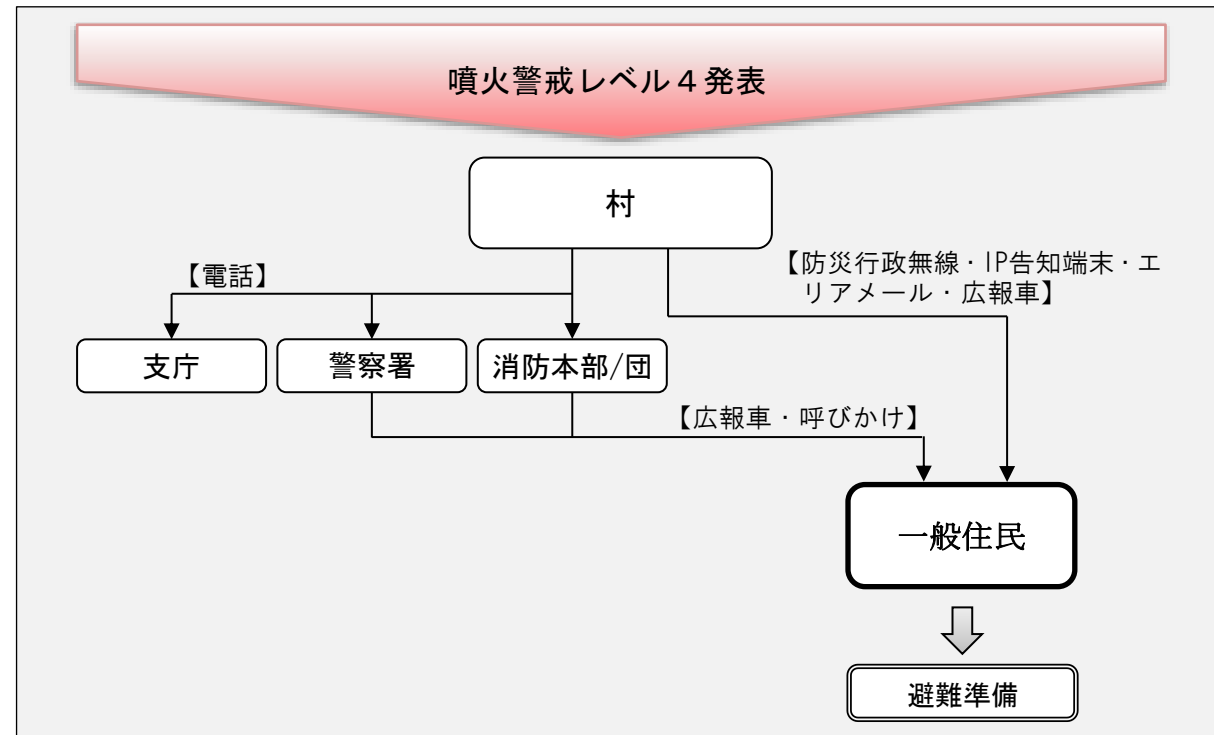 噴火警戒レベル４発表
村
【電話】
【防災行政無線・IP告知端末・エ
リアメール・広報車】
支庁
警察署
消防本部/団
【広報車・呼びかけ】
一般住民
避難準備